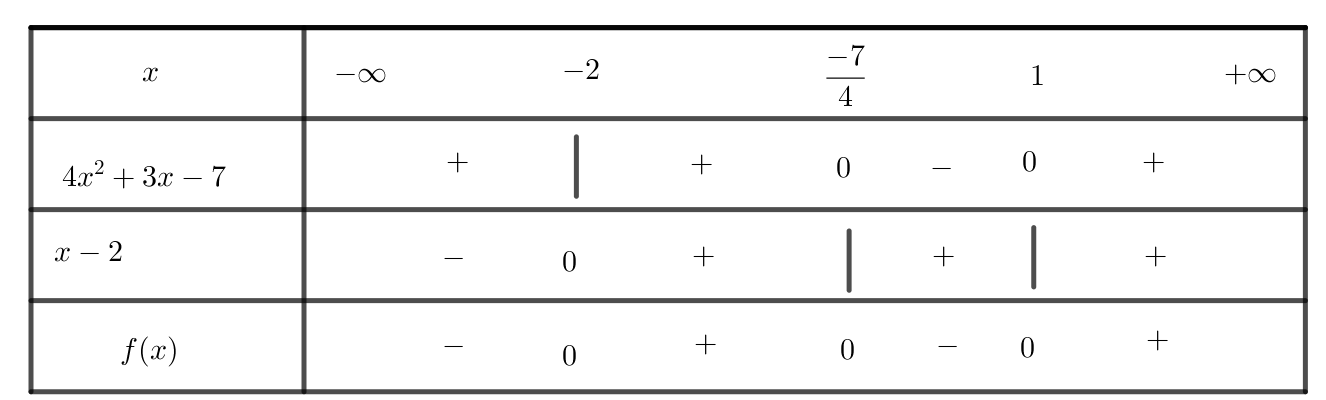 x −∞ −2 −7/4 1 +∞
4x² + 3x − 7 + | + 0 − 0 +
x − 2 − 0 + | + | +
f(x) − 0 + 0 − 0 +